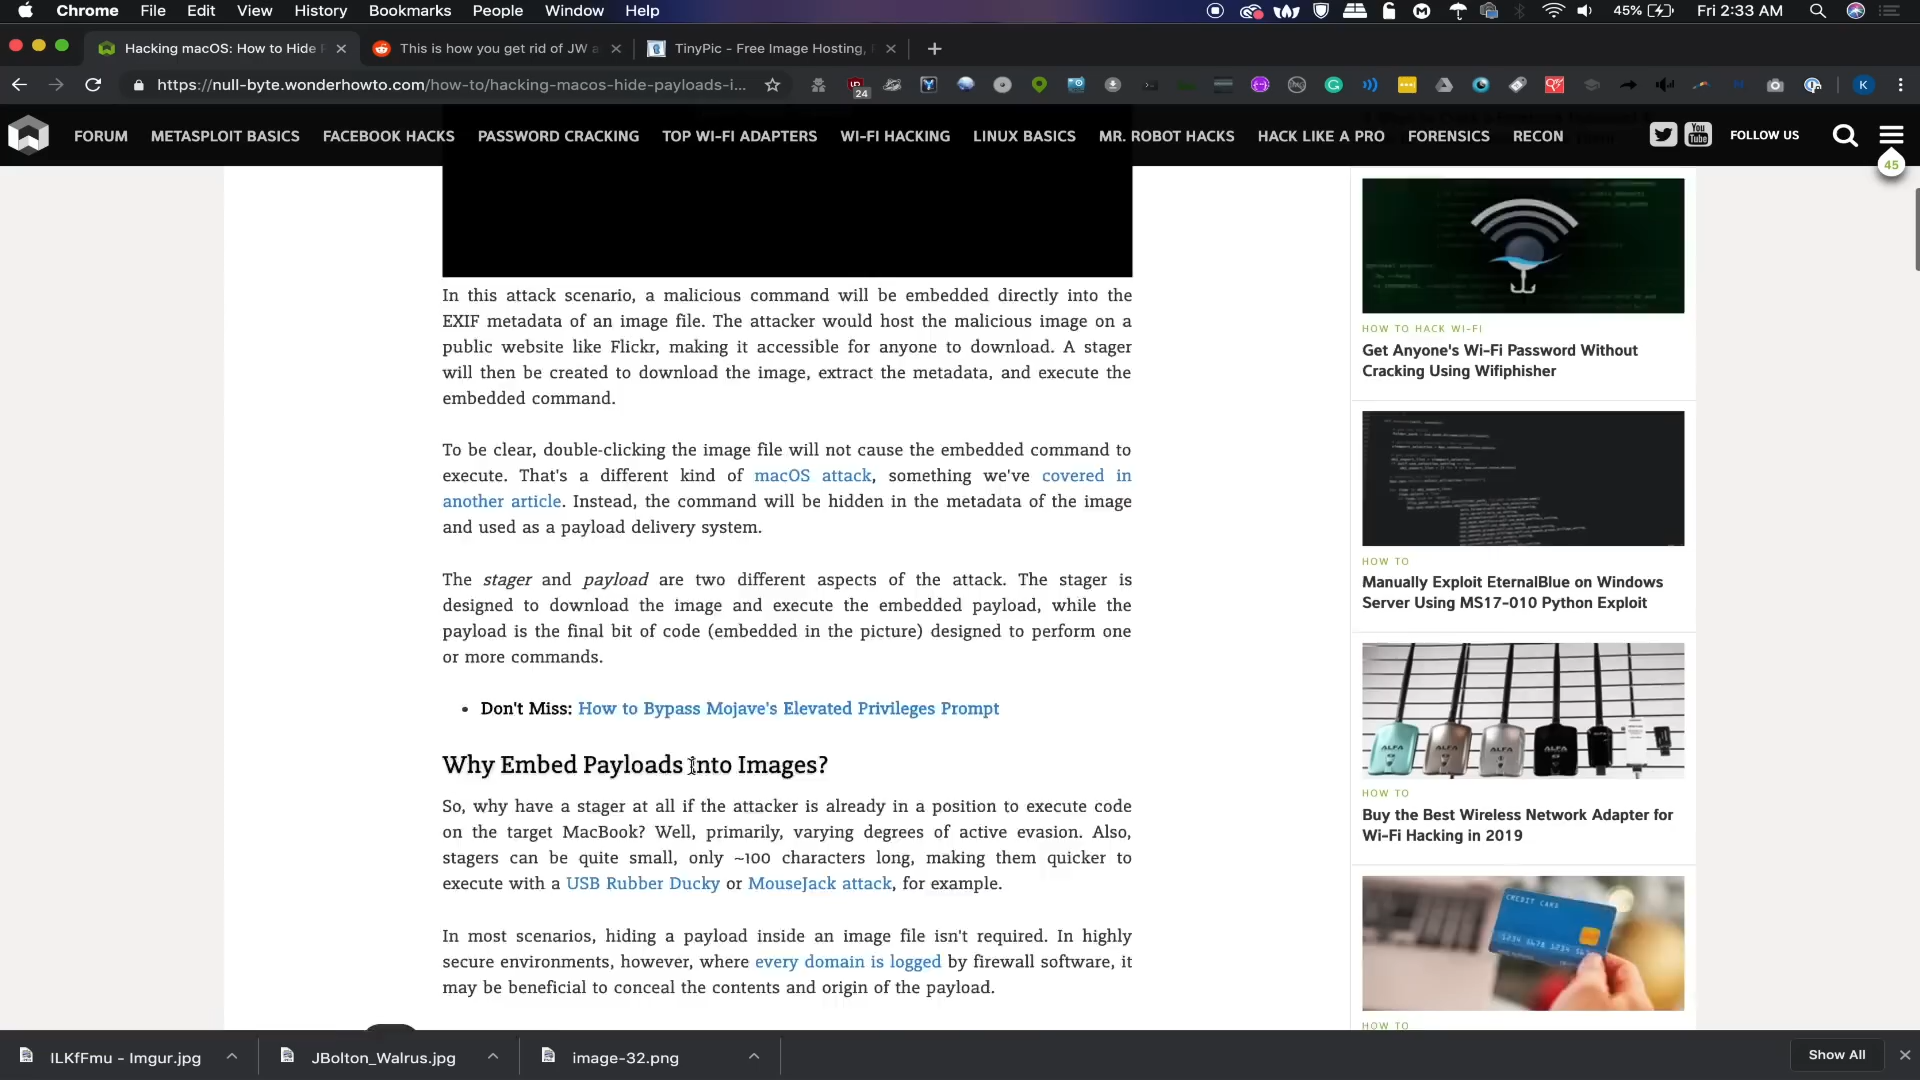 Chrome File Edit View History Bookmarks People Window Help 45% Fri 2:33 AM
Hacking macOS: How to Hide
This is how you get rid of JW
TinyPic - Free Image Hosting,
https://null-byte.wonderhowto.com/how-to/hacking-macos-hide-payloads-i...
24
K
FORUM METASPLOIT BASICS FACEBOOK HACKS PASSWORD CRACKING TOP WI-FI ADAPTERS WI-FI HACKING LINUX BASICS MR. ROBOT HACKS HACK LIKE A PRO FORENSICS RECON FOLLOW US
45
In this attack scenario, a malicious command will be embedded directly into the
EXIF metadata of an image file. The attacker would host the malicious image on a
public website like Flickr, making it accessible for anyone to download. A stager
will then be created to download the image, extract the metadata, and execute the
embedded command.
To be clear, double-clicking the image file will not cause the embedded command to
execute. That's a different kind of macOS attack, something we've covered in
another article. Instead, the command will be hidden in the metadata of the image
and used as a payload delivery system.
The stager and payload are two different aspects of the attack. The stager is
designed to download the image and execute the embedded payload, while the
payload is the final bit of code (embedded in the picture) designed to perform one
or more commands.
• Don't Miss: How to Bypass Mojave's Elevated Privileges Prompt
Why Embed Payloads into Images?
So, why have a stager at all if the attacker is already in a position to execute code
on the target MacBook? Well, primarily, varying degrees of active evasion. Also,
stagers can be quite small, only ~100 characters long, making them quicker to
execute with a USB Rubber Ducky or MouseJack attack, for example.
In most scenarios, hiding a payload inside an image file isn't required. In highly
secure environments, however, where every domain is logged by firewall software, it
may be beneficial to conceal the contents and origin of the payload.
HOW TO HACK WI-FI
Get Anyone's Wi-Fi Password Without
Cracking Using Wifiphisher
HOW TO
Manually Exploit EternalBlue on Windows
Server Using MS17-010 Python Exploit
ALFA ALFA ALFA ALFA
HOW TO
Buy the Best Wireless Network Adapter for
Wi-Fi Hacking in 2019
CREDIT CARD
HOW TO
ILKfFmu - Imgur.jpg
JBolton_Walrus.jpg
image-32.png
Show All